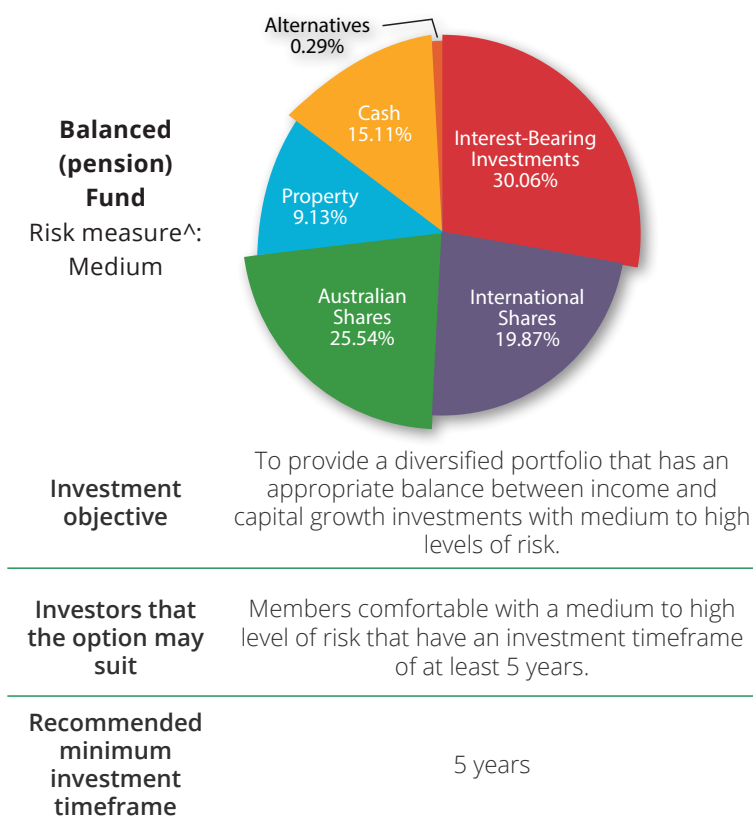 Alternatives
0.29%
Cash
15.11%
Interest-Bearing
Investments
30.06%
Balanced
(pension)
Fund
Risk measure^:
Medium
Property
9.13%
Australian
Shares
25.54%
International
Shares
19.87%
Investment
objective
To provide a diversified portfolio that has an
appropriate balance between income and
capital growth investments with medium to high
levels of risk.
Investors that
the option may
suit
Members comfortable with a medium to high
level of risk that have an investment timeframe
of at least 5 years.
Recommended
minimum
investment
timeframe
5 years